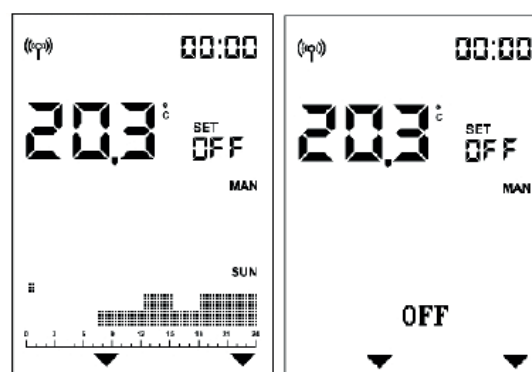 00:00
20.3 °C
SET
OFF
MAN
SUN
0 3 6 9 12 15 18 21 24
00:00
20.3 °C
SET
OFF
MAN
OFF